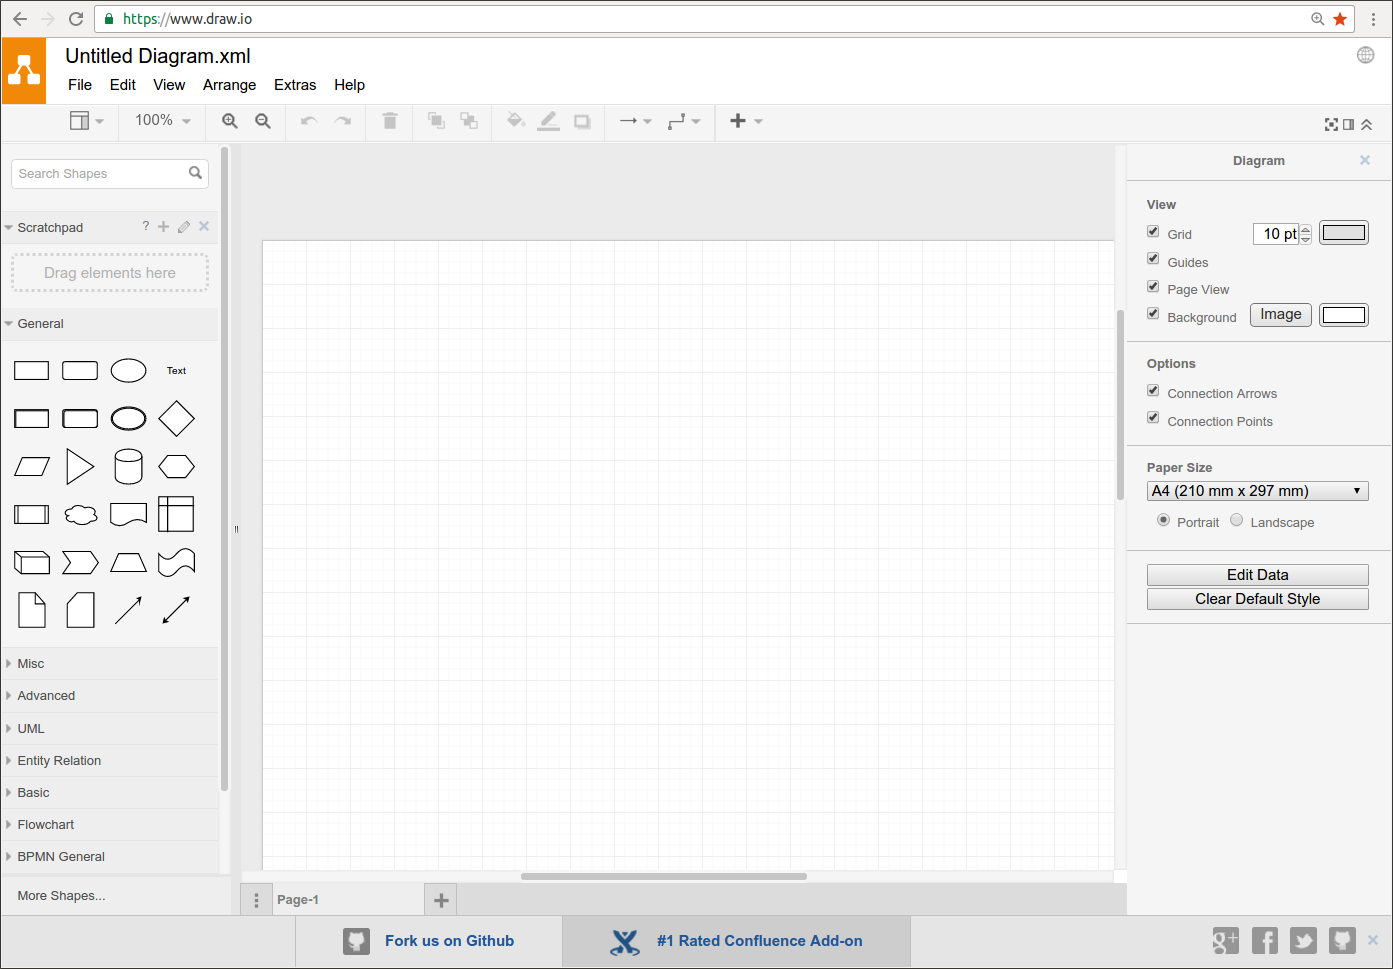 https://www.draw.io
Untitled Diagram.xml
File Edit View Arrange Extras Help
100%
Search Shapes
Scratchpad ?
Drag elements here
General
Text
Misc
Advanced
UML
Entity Relation
Basic
Flowchart
BPMN General
More Shapes...
Page-1
Diagram
View
Grid 10 pt
Guides
Page View
Background Image
Options
Connection Arrows
Connection Points
Paper Size
A4 (210 mm x 297 mm)
Portrait Landscape
Edit Data
Clear Default Style
Fork us on Github
#1 Rated Confluence Add-on
g+